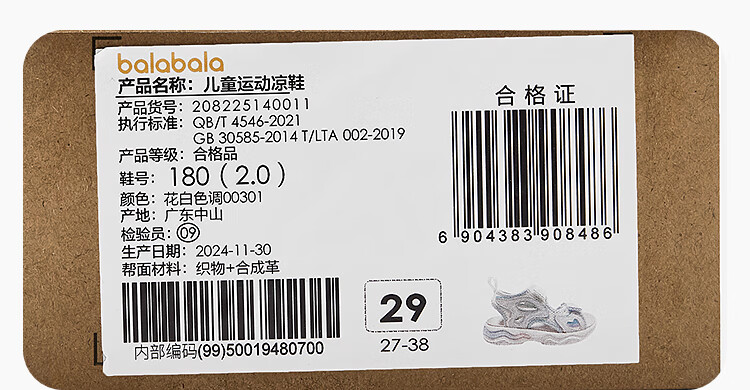 balabala
产品名称：儿童运动凉鞋
产品货号：208225140011
执行标准：QB/T 4546-2021
GB 30585-2014 T/LTA 002-2019
产品等级：合格品
鞋号：180（2.0）
颜色：花白色调00301
产地：广东中山
检验员：09
生产日期：2024-11-30
帮面材料：织物+合成革
内部编码(99)50019480700
合格证
6 904383 908486
29
27-38